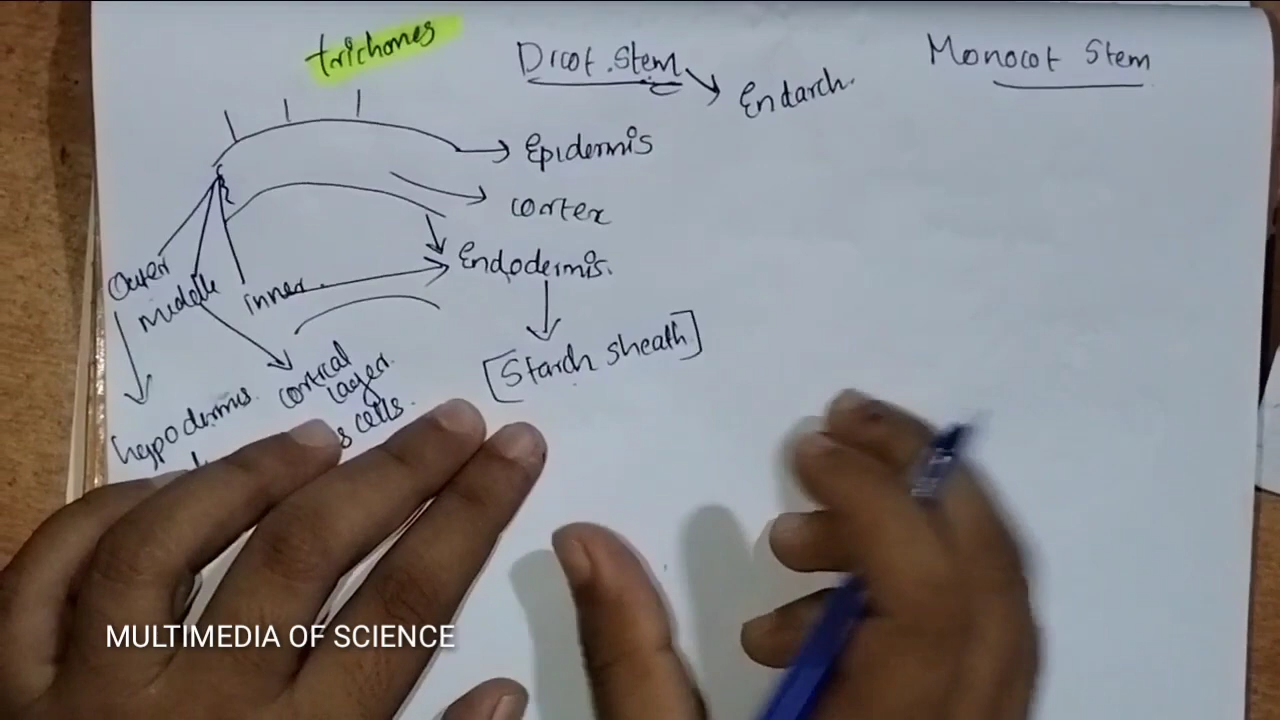 trichomes
Dicot.Stem
Endarch.
Monocot Stem
Epidermis
cortex
Endodermis.
Outer
middle
inner.
[Starch sheath]
hypodermis.
cortical
layer.
cells.
MULTIMEDIA OF SCIENCE